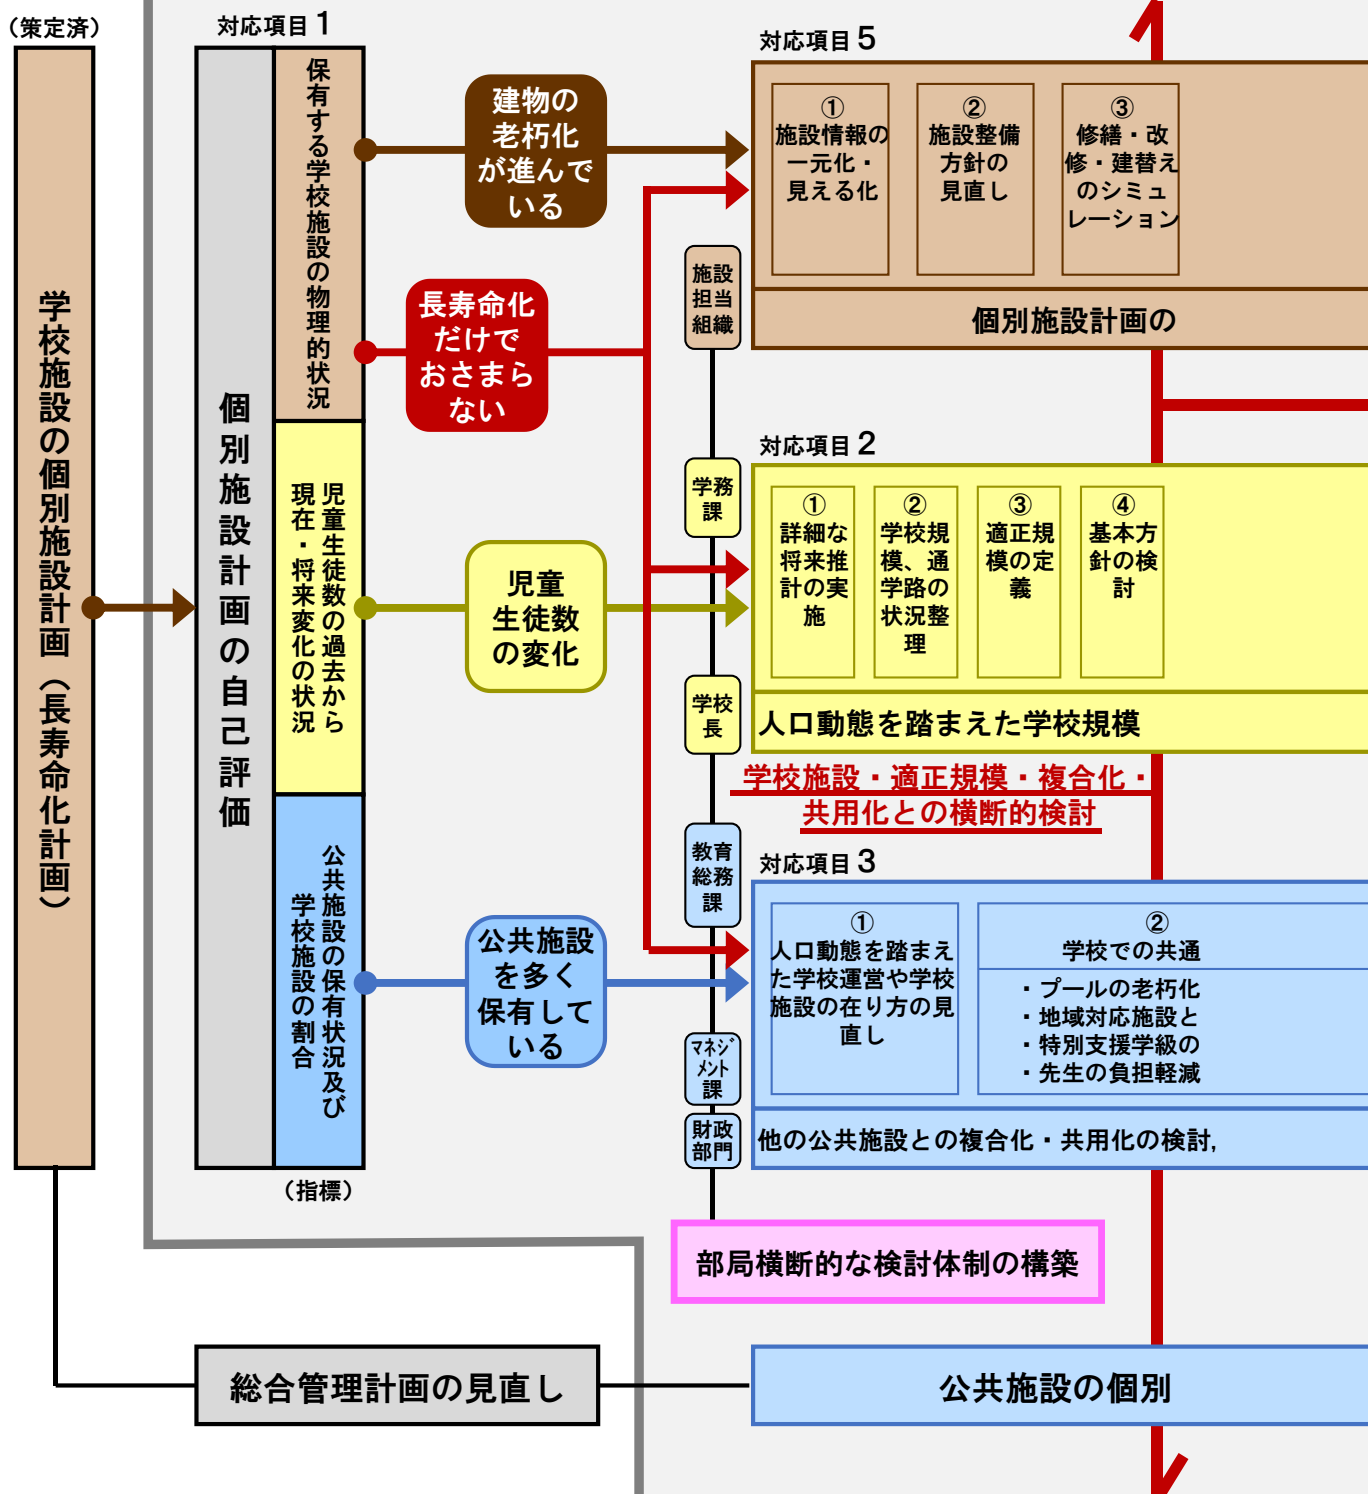 （策定済）
学校施設の個別施設計画（長寿命化計画）
対応項目１
個別施設計画の自己評価
保有する学校施設の物理的状況
児童生徒数の過去から
現在・将来変化の状況
公共施設の保有状況及び
学校施設の割合
（指標）
建物の
老朽化
が進んで
いる
長寿命化
だけで
おさまら
ない
児童
生徒数
の変化
公共施設
を多く
保有して
いる
施設
担当
組織
学務
課
学校
長
教育
総務
課
マネジ
メント
課
財政
部門
対応項目５
①
施設情報の
一元化・
見える化
②
施設整備
方針の
見直し
③
修繕・改
修・建替え
のシミュ
レーション
個別施設計画の
対応項目２
①
詳細な
将来推
計の実
施
②
学校規
模、通
学路の
状況整
理
③
適正規
模の定
義
④
基本方
針の検
討
人口動態を踏まえた学校規模
学校施設・適正規模・複合化・
共用化との横断的検討
対応項目３
①
人口動態を踏まえ
た学校運営や学校
施設の在り方の見
直し
②
学校での共通
・プールの老朽化
・地域対応施設と
・特別支援学級の
・先生の負担軽減
他の公共施設との複合化・共用化の検討,
部局横断的な検討体制の構築
総合管理計画の見直し
公共施設の個別